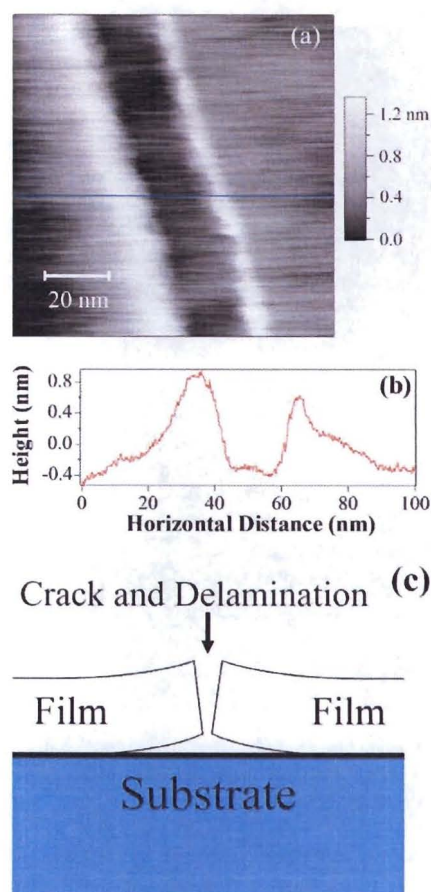 (a)
1.2 nm
0.8
0.4
0.0
20 nm
(b)
Height (nm)
0.8
0.4
0.0
-0.4
0 20 40 60 80 100
Horizontal Distance (nm)
(c)
Crack and Delamination
Film Film
Substrate